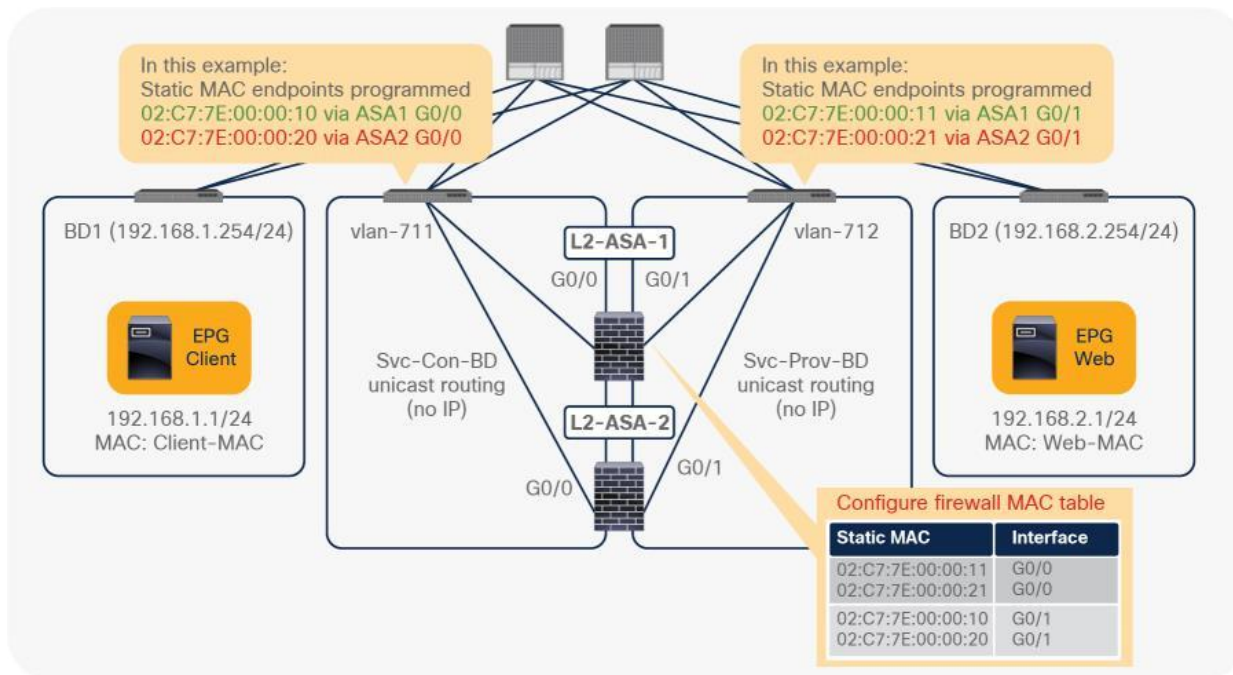 In this example:
Static MAC endpoints programmed
02:C7:7E:00:00:10 via ASA1 G0/0
02:C7:7E:00:00:20 via ASA2 G0/0
In this example:
Static MAC endpoints programmed
02:C7:7E:00:00:11 via ASA1 G0/1
02:C7:7E:00:00:21 via ASA2 G0/1
BD1 (192.168.1.254/24)
vlan-711
vlan-712
BD2 (192.168.2.254/24)
L2-ASA-1
G0/0
G0/1
EPG
Client
192.168.1.1/24
MAC: Client-MAC
Svc-Con-BD
unicast routing
(no IP)
Svc-Prov-BD
unicast routing
(no IP)
EPG
Web
192.168.2.1/24
MAC: Web-MAC
L2-ASA-2
G0/0
G0/1
Configure firewall MAC table
Static MAC Interface
02:C7:7E:00:00:11 G0/0
02:C7:7E:00:00:21 G0/0
02:C7:7E:00:00:10 G0/1
02:C7:7E:00:00:20 G0/1